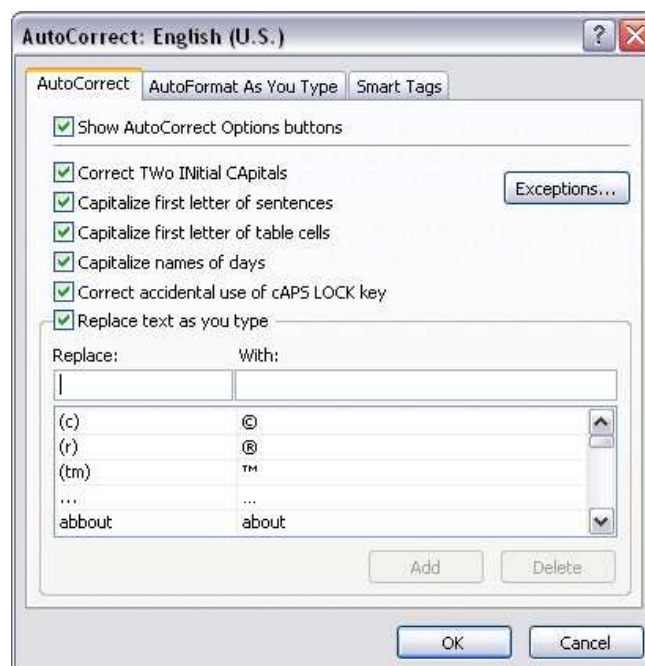 AutoCorrect: English (U.S.)
?
AutoCorrect AutoFormat As You Type Smart Tags
Show AutoCorrect Options buttons
Correct TWo INitial CApitals
Exceptions...
Capitalize first letter of sentences
Capitalize first letter of table cells
Capitalize names of days
Correct accidental use of cAPS LOCK key
Replace text as you type
Replace: With:
(c) ©
(r) ®
(tm) ™
... ...
abbout about
Add Delete
OK Cancel